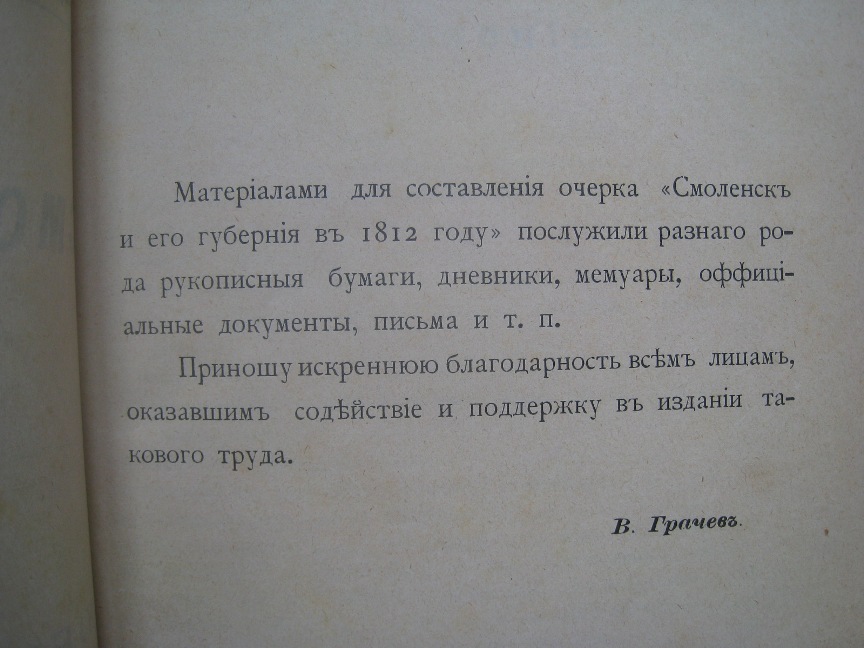 Матеріалами для составленія очерка «Смоленскъ
и его губернія въ 1812 году» послужили разнаго ро-
да рукописныя бумаги, дневники, мемуары, оффиці-
альные документы, письма и т. п.
Приношу искреннюю благодарность всѣмъ лицамъ,
оказавшимъ содѣйствіе и поддержку въ изданіи та-
кового труда.
В. Грачевъ.